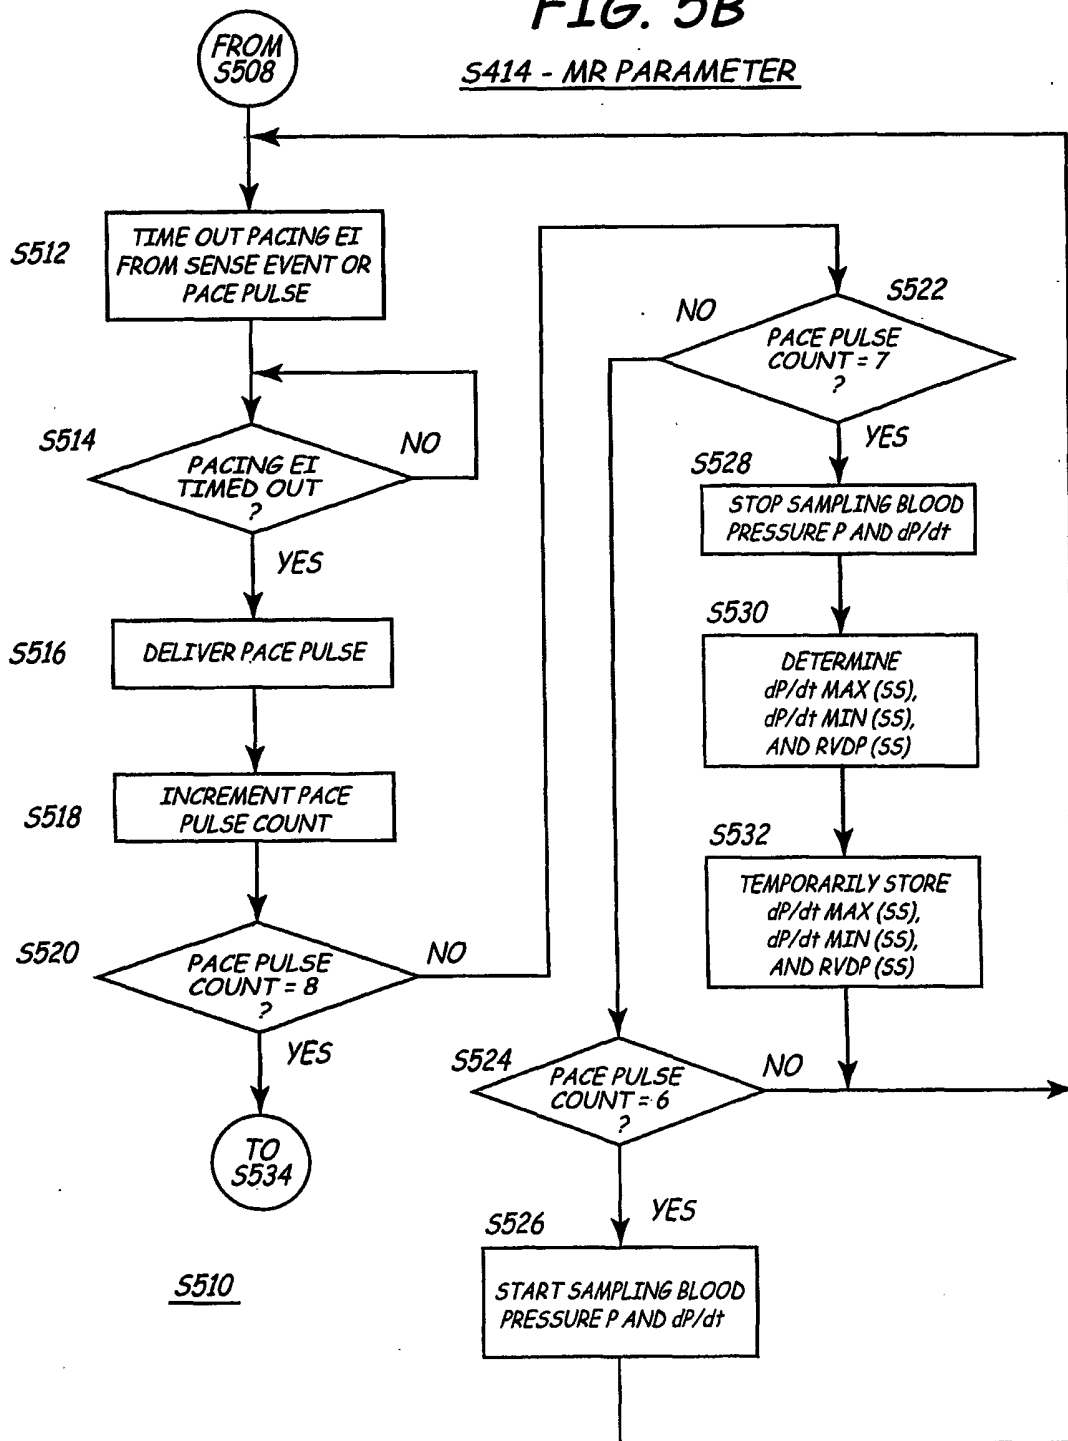 FIG. 5B
S414 - MR PARAMETER
FROM
S508
S512
TIME OUT PACING EI
FROM SENSE EVENT OR
PACE PULSE
S514
PACING EI
TIMED OUT
?
NO
YES
S516
DELIVER PACE PULSE
S518
INCREMENT PACE
PULSE COUNT
S520
PACE PULSE
COUNT = 8
?
NO
YES
TO
S534
S510
S522
NO
PACE PULSE
COUNT = 7
?
YES
S528
STOP SAMPLING BLOOD
PRESSURE P AND dP/dt
S530
DETERMINE
dP/dt MAX (SS),
dP/dt MIN (SS),
AND RVDP (SS)
S532
TEMPORARILY STORE
dP/dt MAX (SS),
dP/dt MIN (SS),
AND RVDP (SS)
S524
PACE PULSE
COUNT = 6
?
NO
YES
S526
START SAMPLING BLOOD
PRESSURE P AND dP/dt